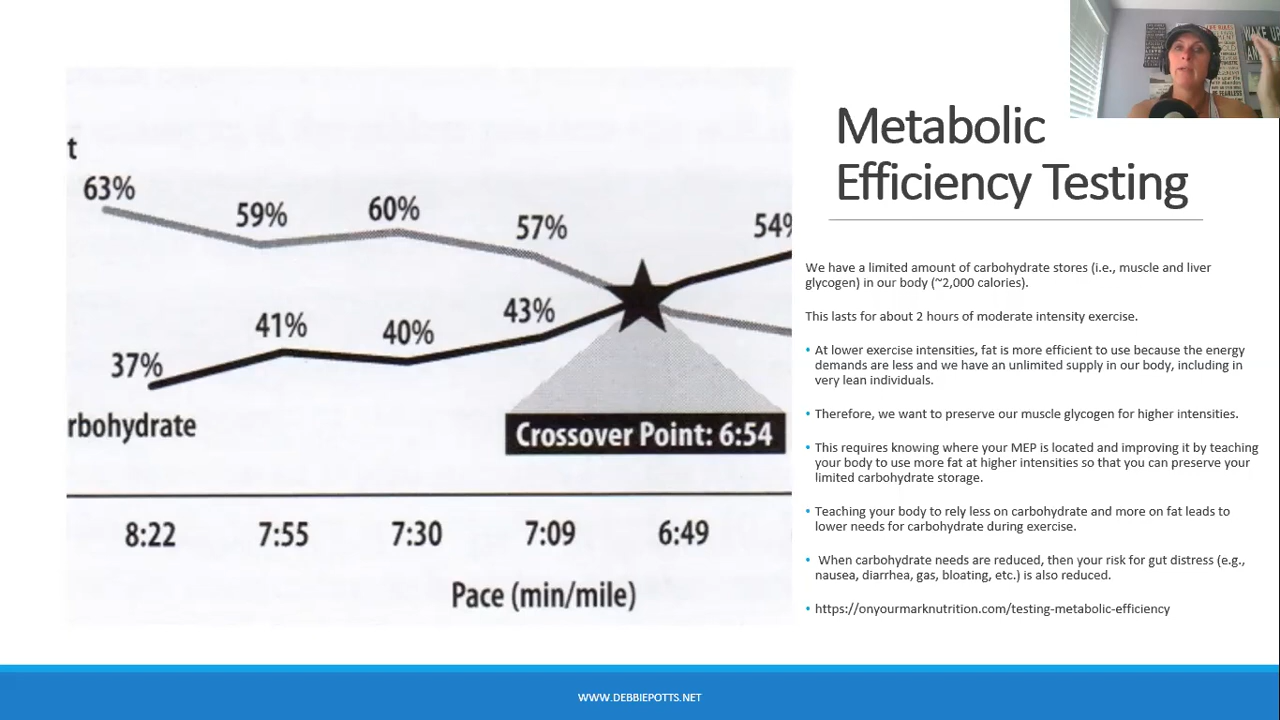 t
63%
59%
60%
57%
54%
37%
41%
40%
43%
rbohydrate
Crossover Point: 6:54
8:22 7:55 7:30 7:09 6:49
Pace (min/mile)
Metabolic
Efficiency Testing
We have a limited amount of carbohydrate stores (i.e., muscle and liver
glycogen) in our body (~2,000 calories).
This lasts for about 2 hours of moderate intensity exercise.
• At lower exercise intensities, fat is more efficient to use because the energy
demands are less and we have an unlimited supply in our body, including in
very lean individuals.
• Therefore, we want to preserve our muscle glycogen for higher intensities.
• This requires knowing where your MEP is located and improving it by teaching
your body to use more fat at higher intensities so that you can preserve your
limited carbohydrate storage.
• Teaching your body to rely less on carbohydrate and more on fat leads to
lower needs for carbohydrate during exercise.
• When carbohydrate needs are reduced, then your risk for gut distress (e.g.,
nausea, diarrhea, gas, bloating, etc.) is also reduced.
• https://onyourmarknutrition.com/testing-metabolic-efficiency
WWW.DEBBIEPOTTS.NET